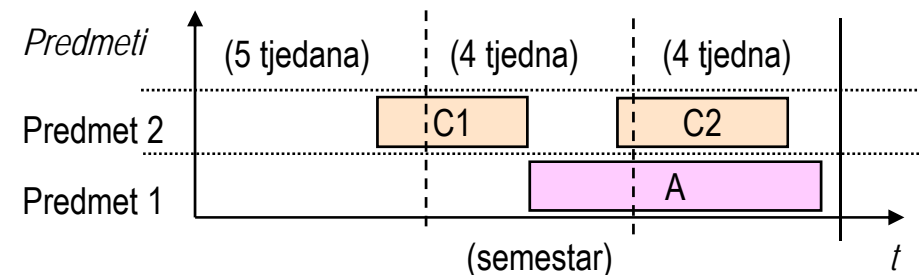 Predmeti (5 tjedana) (4 tjedna) (4 tjedna)
Predmet 2 C1 C2
Predmet 1 A
(semestar) t